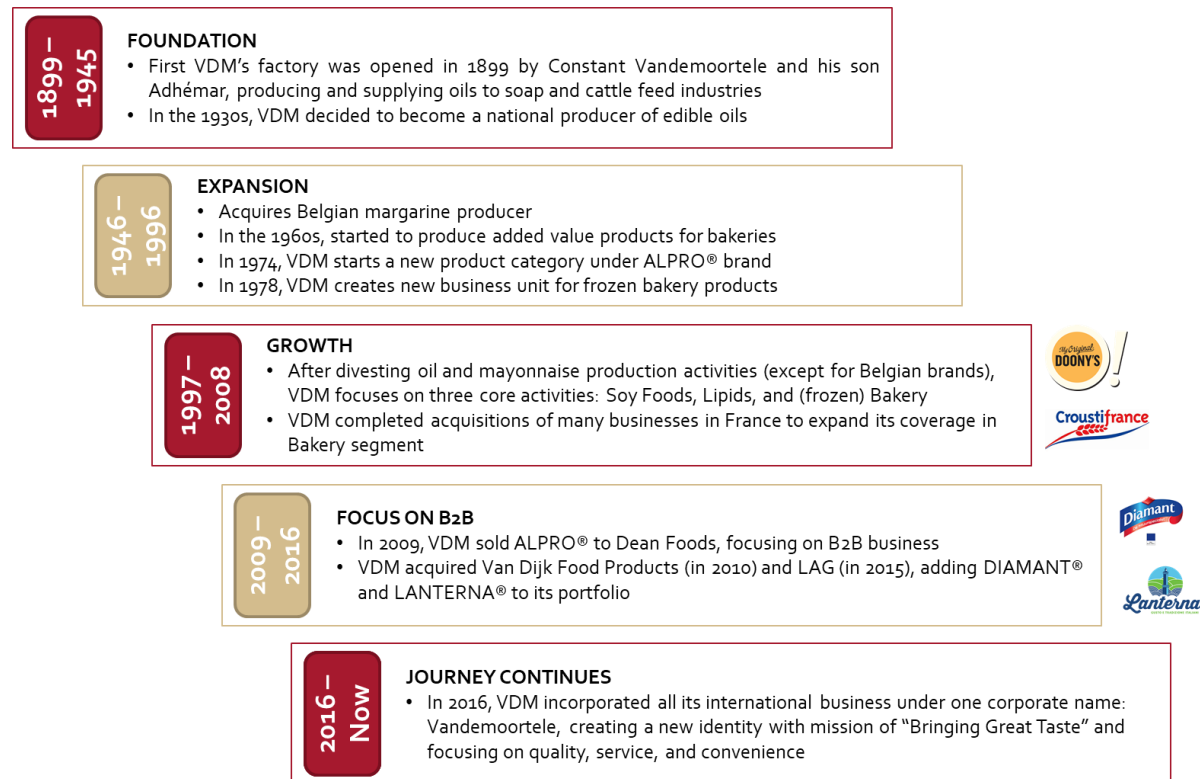 1899 –
1945
FOUNDATION
• First VDM's factory was opened in 1899 by Constant Vandemoortele and his son
Adhémar, producing and supplying oils to soap and cattle feed industries
• In the 1930s, VDM decided to become a national producer of edible oils
1946 –
1996
EXPANSION
• Acquires Belgian margarine producer
• In the 1960s, started to produce added value products for bakeries
• In 1974, VDM starts a new product category under ALPRO® brand
• In 1978, VDM creates new business unit for frozen bakery products
1997 –
2008
GROWTH
• After divesting oil and mayonnaise production activities (except for Belgian brands),
VDM focuses on three core activities: Soy Foods, Lipids, and (frozen) Bakery
• VDM completed acquisitions of many businesses in France to expand its coverage in
Bakery segment
My Original
DOONY'S
!
Croustifrance
2009 –
2016
FOCUS ON B2B
• In 2009, VDM sold ALPRO® to Dean Foods, focusing on B2B business
• VDM acquired Van Dijk Food Products (in 2010) and LAG (in 2015), adding DIAMANT®
and LANTERNA® to its portfolio
Diamant
Lanterna
2016 –
Now
JOURNEY CONTINUES
• In 2016, VDM incorporated all its international business under one corporate name:
Vandemoortele, creating a new identity with mission of “Bringing Great Taste” and
focusing on quality, service, and convenience